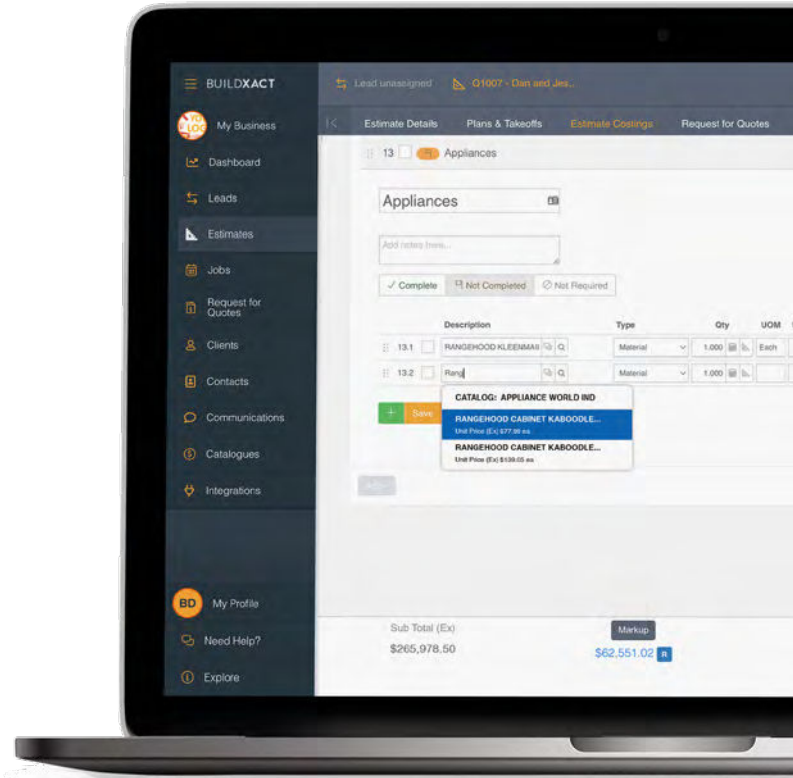 BUILDXACT
Lead unassigned
Q1007 - Dan and Jes...
My Business
Estimate Details
Plans & Takeoffs
Estimate Costings
Request for Quotes
13
Appliances
Dashboard
Leads
Estimates
Jobs
Request for
Quotes
Clients
Contacts
Communications
Catalogues
Integrations
BD
My Profile
Need Help?
Explore
Appliances
Add notes here...
Complete
Not Completed
Not Required
Description
Type
Qty
UOM
13.1
RANGEHOOD KLEENMAII
Material
1.000
Each
13.2
Rang
Material
1.000
+
Save
CATALOG: APPLIANCE WORLD IND
RANGEHOOD CABINET KABOODLE...
RANGEHOOD CABINET KABOODLE...
Sub Total (Ex)
$265,978.50
Markup
$62,551.02
R